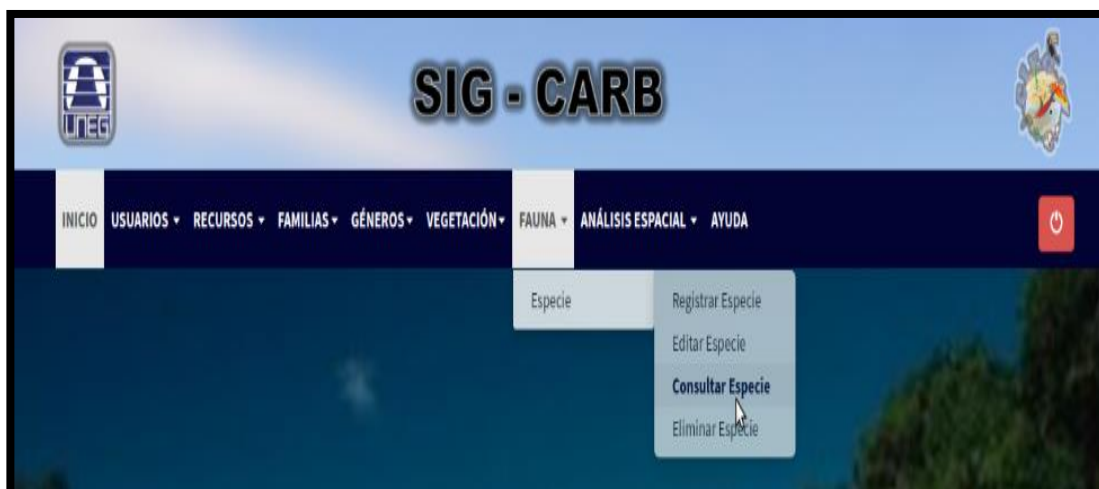 UNEG
SIG - CARB
INICIO USUARIOS RECURSOS FAMILIAS GÉNEROS VEGETACIÓN FAUNA ANÁLISIS ESPACIAL AYUDA
Especie
Registrar Especie
Editar Especie
Consultar Especie
Eliminar Especie